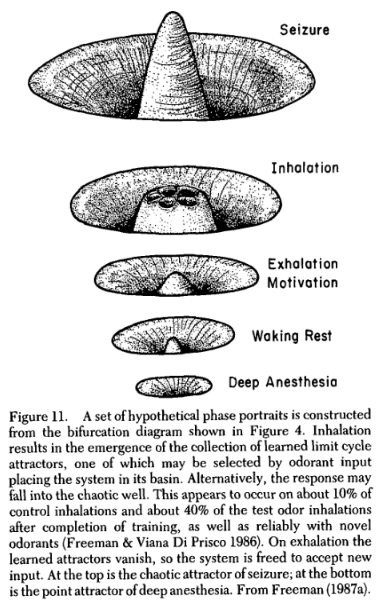 Seizure
Inhalation
Exhalation
Motivation
Waking Rest
Deep Anesthesia
Figure 11. A set of hypothetical phase portraits is constructed
from the bifurcation diagram shown in Figure 4. Inhalation
results in the emergence of the collection of learned limit cycle
attractors, one of which may be selected by odorant input
placing the system in its basin. Alternatively, the response may
fall into the chaotic well. This appears to occur on about 10% of
control inhalations and about 40% of the test odor inhalations
after completion of training, as well as reliably with novel
odorants (Freeman & Viana Di Prisco 1986). On exhalation the
learned attractors vanish, so the system is freed to accept new
input. At the top is the chaotic attractor of seizure; at the bottom
is the point attractor of deep anesthesia. From Freeman (1987a).